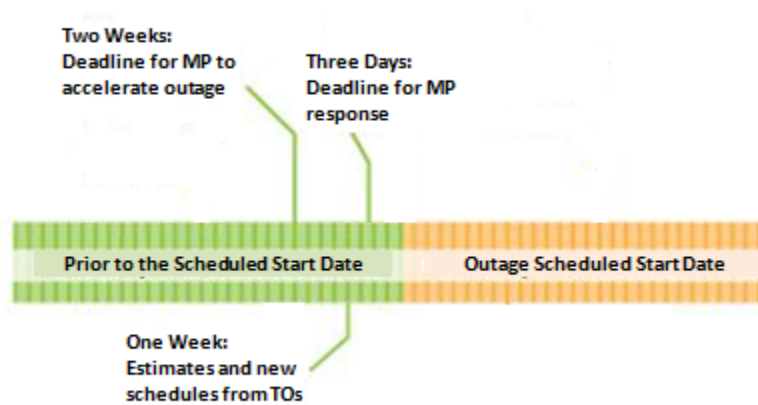 Two Weeks:
Deadline for MP to
accelerate outage
Three Days:
Deadline for MP
response
Prior to the Scheduled Start Date
Outage Scheduled Start Date
One Week:
Estimates and new
schedules from TOs